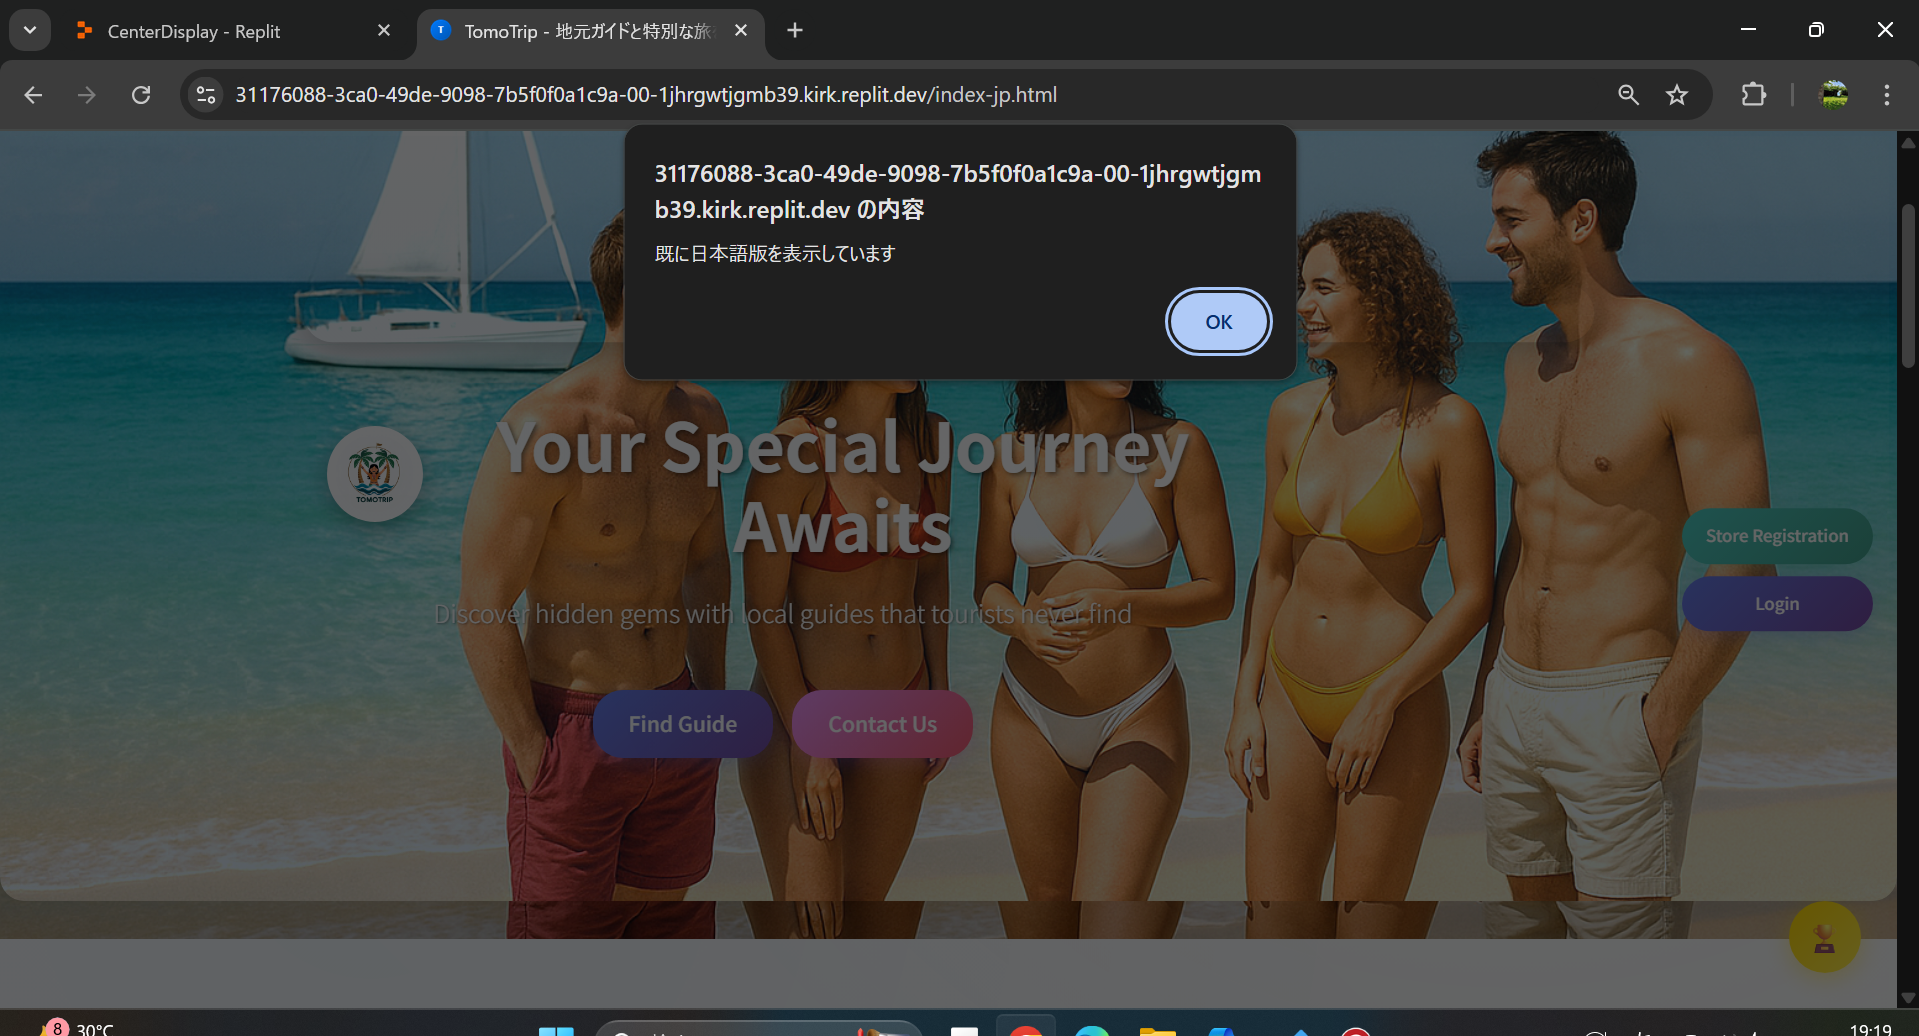 CenterDisplay - Replit
TomoTrip - 地元ガイドと特別な旅
31176088-3ca0-49de-9098-7b5f0f0a1c9a-00-1jhrgwtjgmb39.kirk.replit.dev/index-jp.html
31176088-3ca0-49de-9098-7b5f0f0a1c9a-00-1jhrgwtjgm
b39.kirk.replit.dev の内容
既に日本語版を表示しています
OK
Your Special Journey
Awaits
TOMOTRIP
Discover hidden gems with local guides that tourists never find
Store Registration
Login
Find Guide
Contact Us
8
30°C
19:19